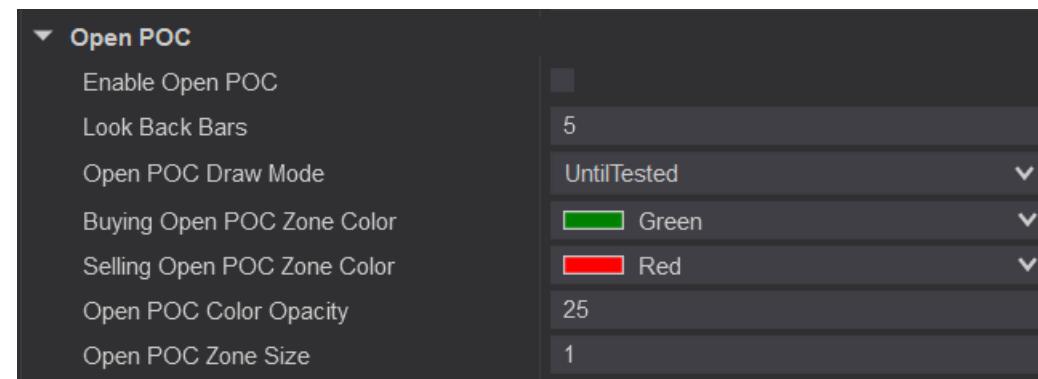 Open POC
Enable Open POC
Look Back Bars 5
Open POC Draw Mode UntilTested
Buying Open POC Zone Color Green
Selling Open POC Zone Color Red
Open POC Color Opacity 25
Open POC Zone Size 1